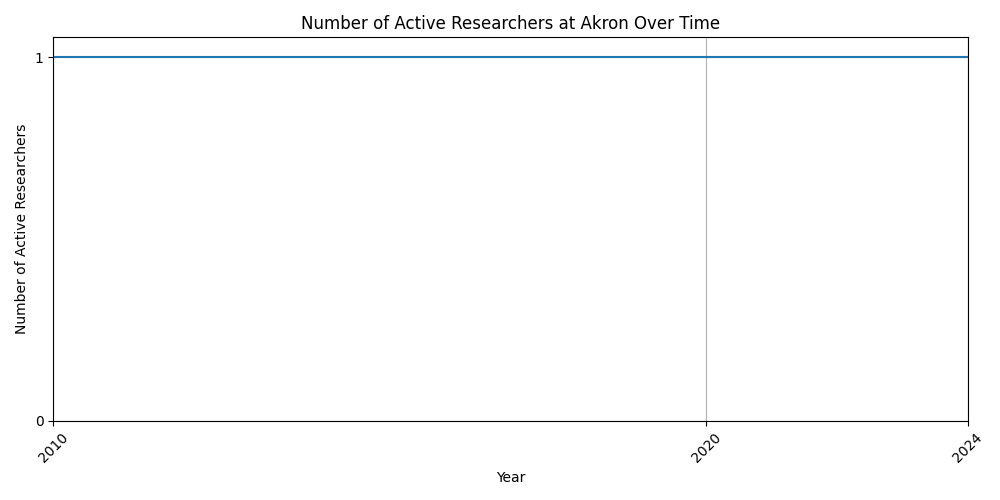 Number of Active Researchers at Akron Over Time
Number of Active Researchers
1
0
2010
2020
2024
Year